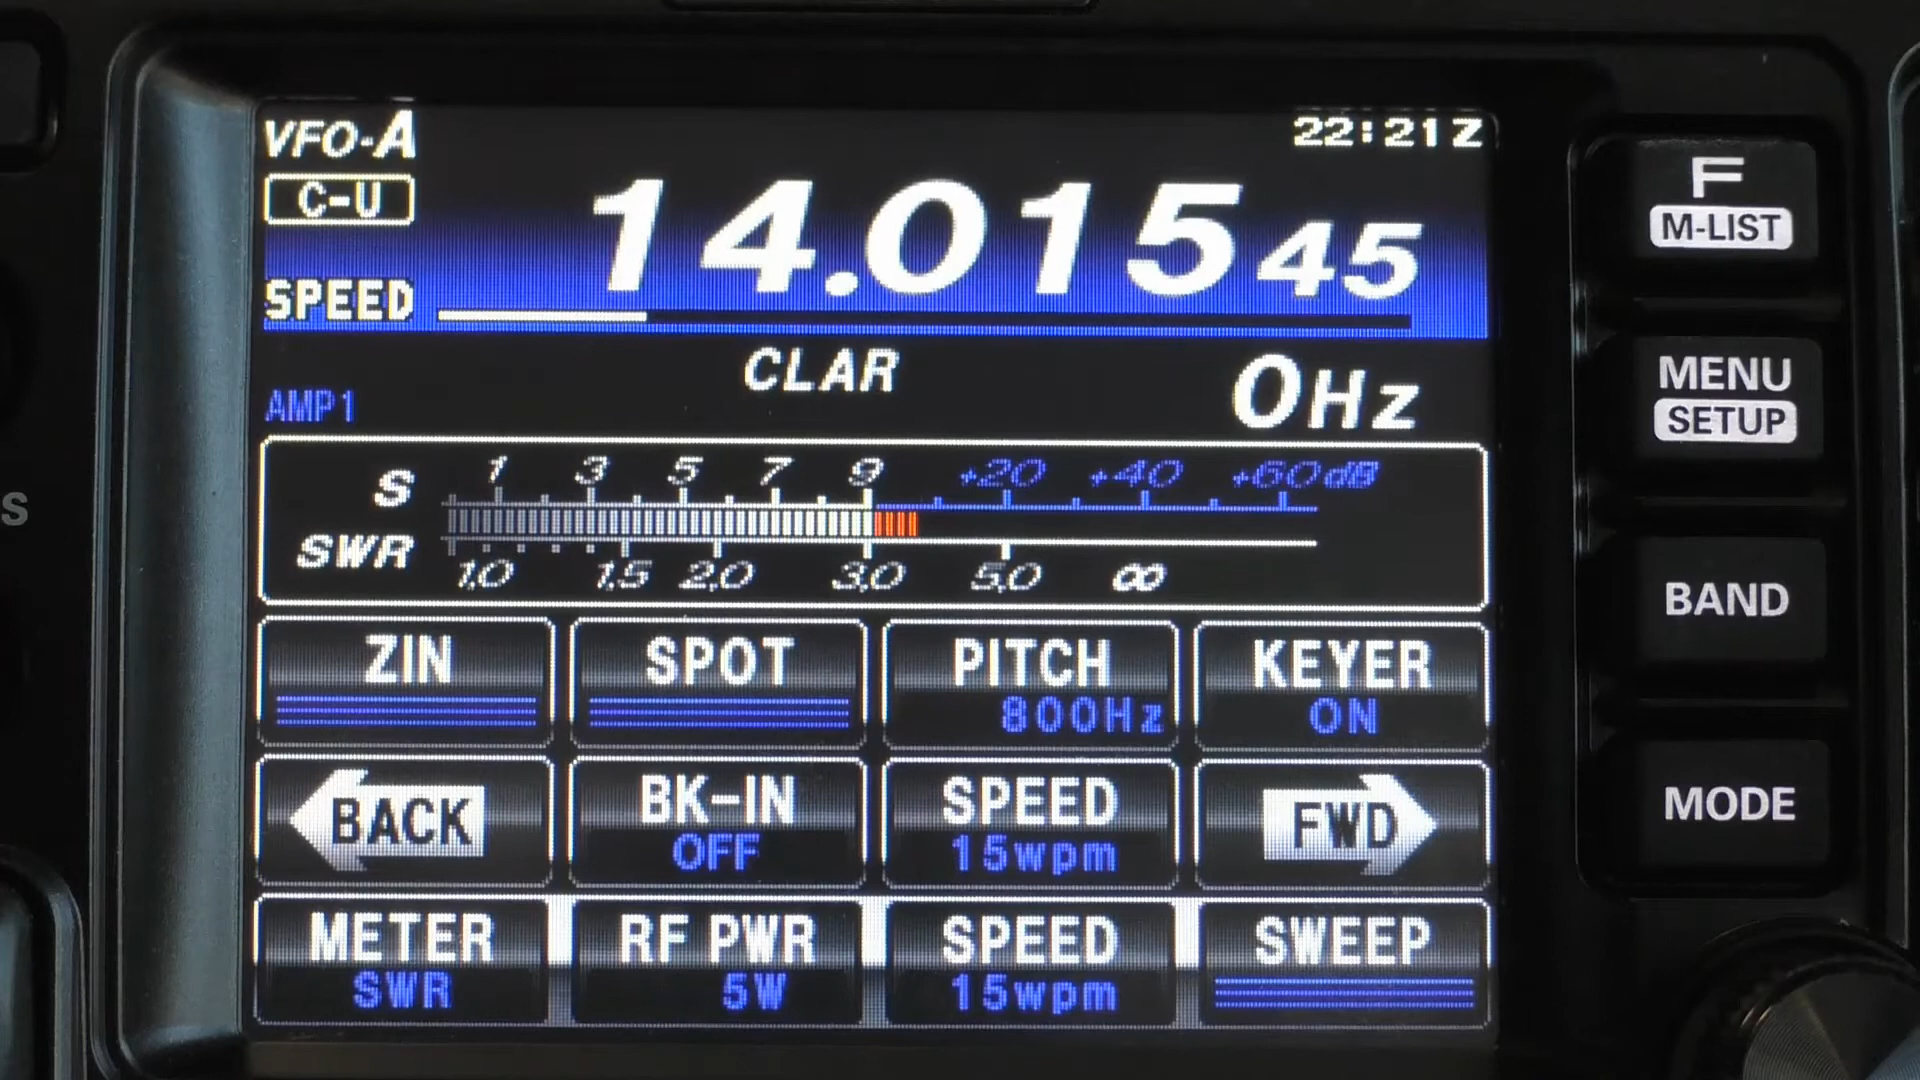 VFO-A
22:21Z
C-U
14.015 45
SPEED
CLAR 0Hz
AMP1
S 1 3 5 7 9 +20 +40 +60dB
SWR 1.0 1.5 2.0 3.0 5.0 ∞
ZIN SPOT PITCH KEYER
800Hz ON
BACK BK-IN SPEED FWD
OFF 15wpm
METER RF PWR SPEED SWEEP
SWR 5W 15wpm
F
M-LIST
MENU
SETUP
BAND
MODE
S